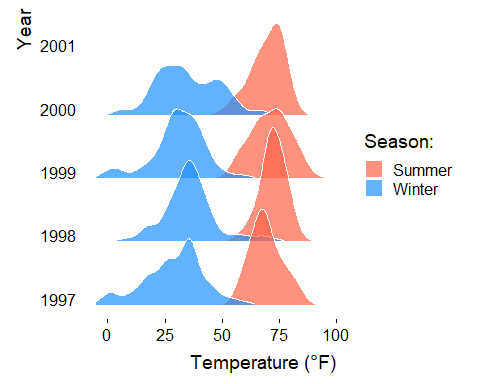 Year
2001
2000
1999
1998
1997
0 25 50 75 100
Temperature (°F)
Season:
Summer
Winter